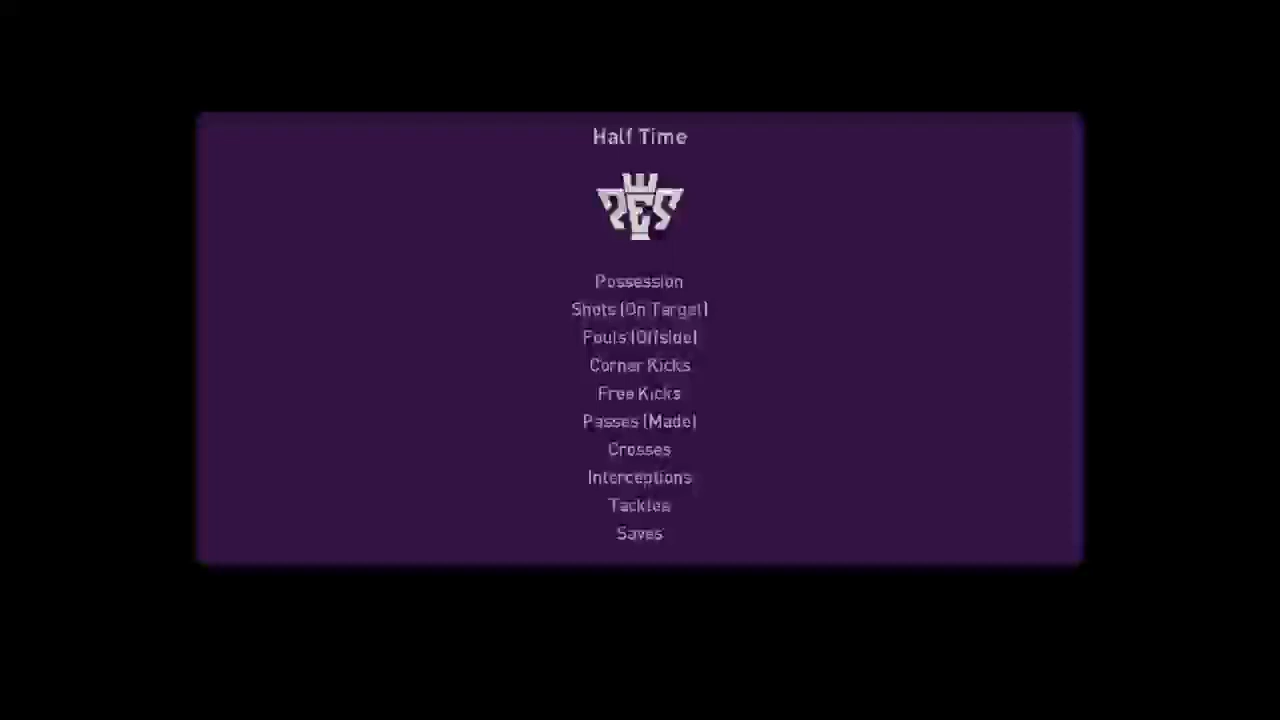 Half Time
PES
Possession
Shots (On Target)
Fouls (Offside)
Corner Kicks
Free Kicks
Passes (Made)
Crosses
Interceptions
Tackles
Saves